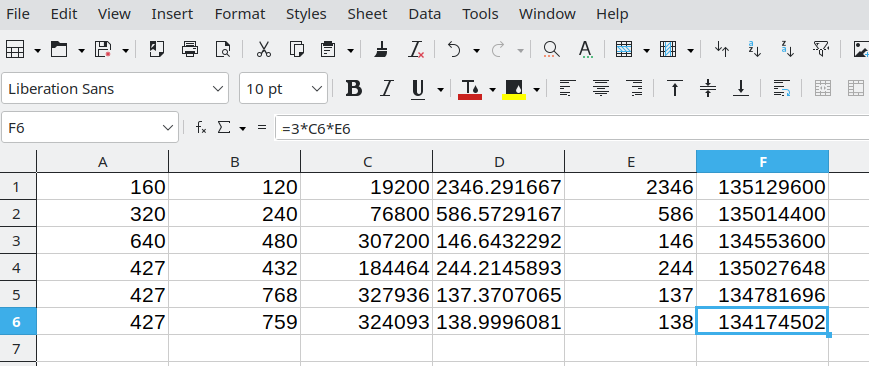 File Edit View Insert Format Styles Sheet Data Tools Window Help
Liberation Sans 10 pt B I U T A
F6 fx Σ = =3*C6*E6
A B C D E F
1 160 120 19200 2346.291667 2346 135129600
2 320 240 76800 586.5729167 586 135014400
3 640 480 307200 146.6432292 146 134553600
4 427 432 184464 244.2145893 244 135027648
5 427 768 327936 137.3707065 137 134781696
6 427 759 324093 138.9996081 138 134174502
7